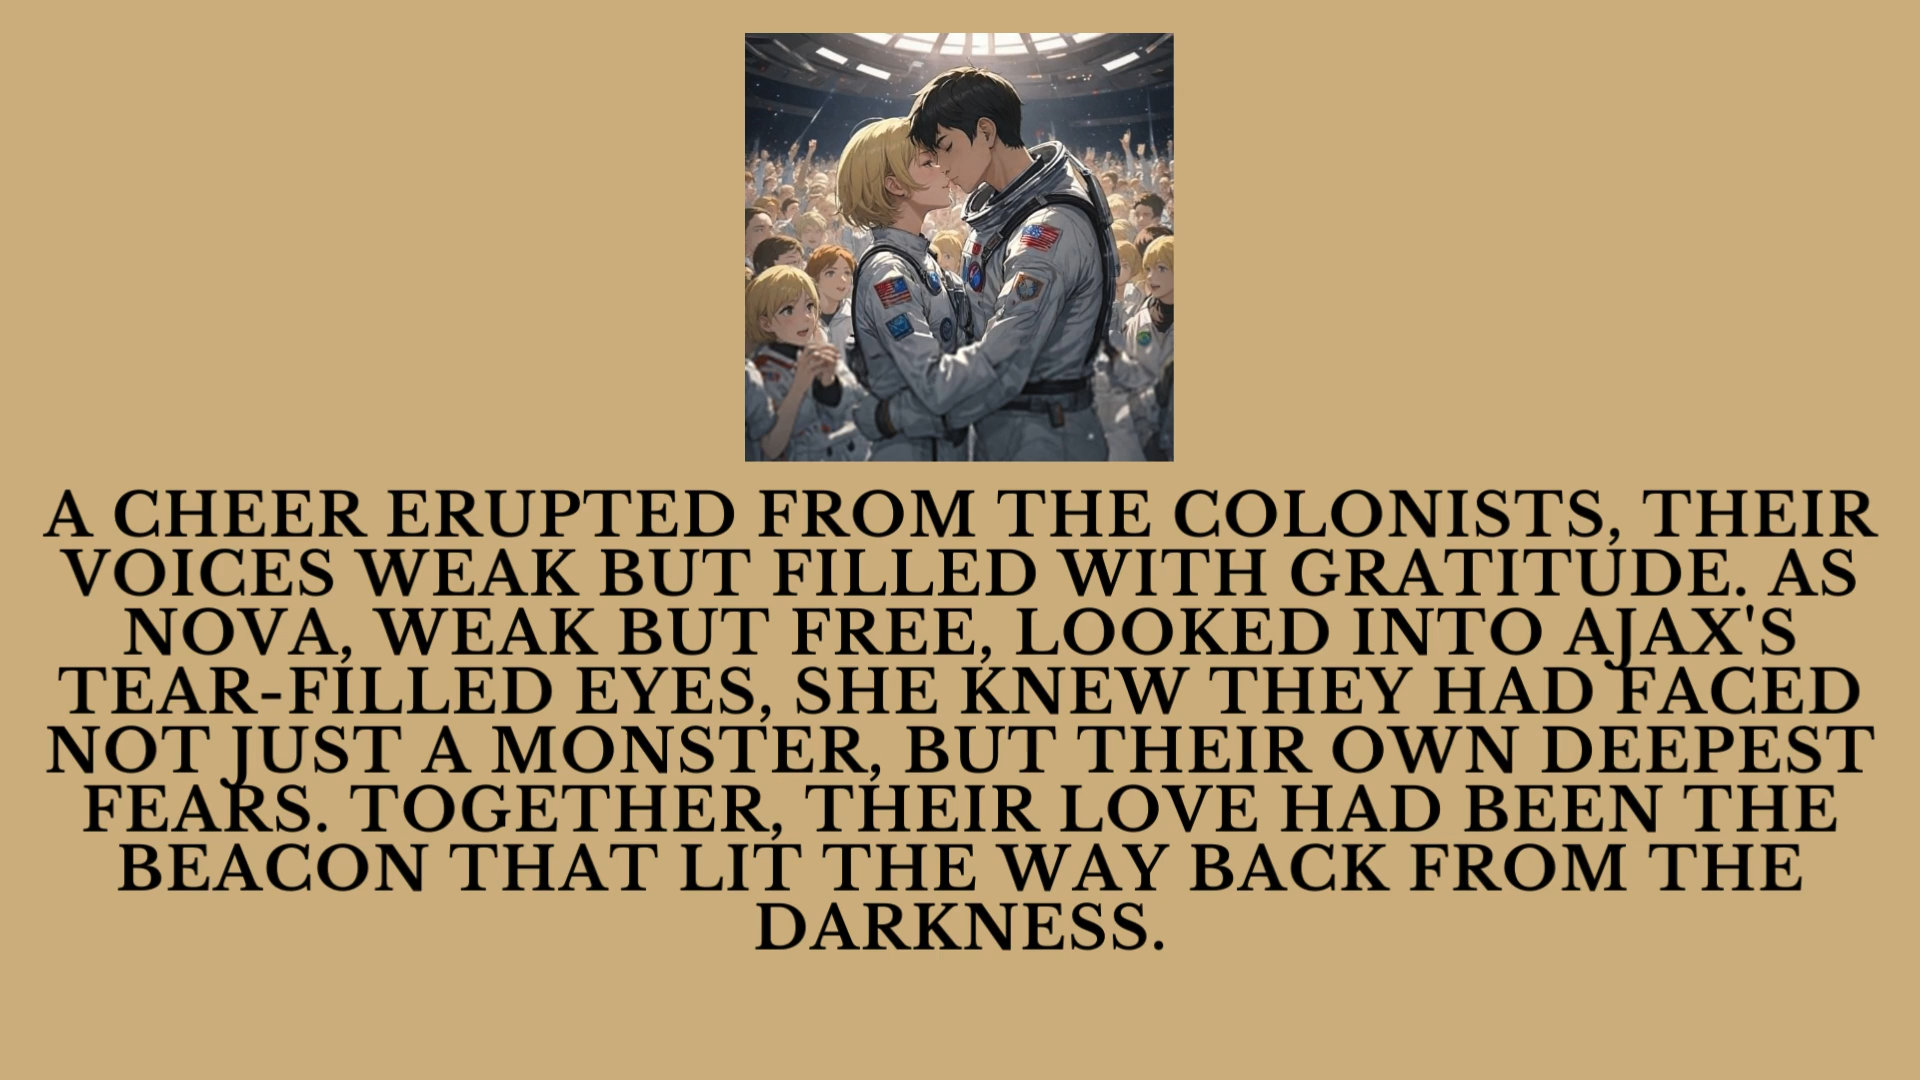 A CHEER ERUPTED FROM THE COLONISTS, THEIR
VOICES WEAK BUT FILLED WITH GRATITUDE. AS
NOVA, WEAK BUT FREE, LOOKED INTO AJAX'S
TEAR-FILLED EYES, SHE KNEW THEY HAD FACED
NOT JUST A MONSTER, BUT THEIR OWN DEEPEST
FEARS. TOGETHER, THEIR LOVE HAD BEEN THE
BEACON THAT LIT THE WAY BACK FROM THE
DARKNESS.